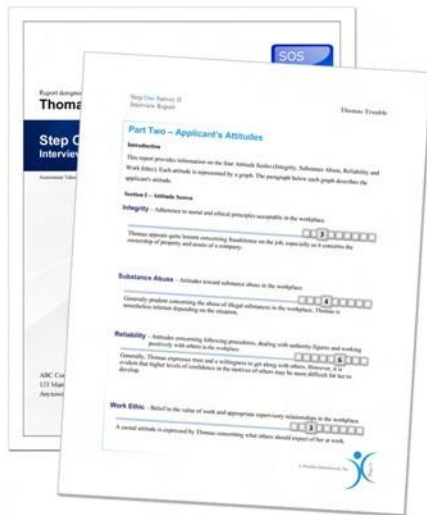 SOS
Report designed
Thoma
Step O
Interview
ABC Co
123 Main
Anytown
Step One Survey II
Interview Report
Thomas Trouble
Part Two – Applicant's Attitudes
Introduction
This report provides information on the four Attitude Scales (Integrity, Substance Abuse, Reliability and
Work Ethic). Each attitude is represented by a graph. The paragraph below each graph describes the
applicant's attitude.
Section I – Attitude Scores
Integrity – Adherence to moral and ethical principles acceptable in the workplace.
3
Thomas appears quite lenient concerning fraudulence on the job, especially as it concerns the
ownership of property and assets of a company.
Substance Abuse – Attitudes toward substance abuse in the workplace.
4
Generally prudent concerning the abuse of illegal substances in the workplace, Thomas is
nonetheless tolerant depending on the situation.
Reliability – Attitudes concerning following procedures, dealing with authority figures and working
positively with others in the workplace.
5
Generally, Thomas expresses trust and a willingness to get along with others. However, it is
evident that higher levels of confidence in the motives of others may be more difficult for her to
develop.
Work Ethic – Belief in the value of work and appropriate supervisory relationships in the workplace.
3
A casual attitude is expressed by Thomas concerning what others should expect of her at work.